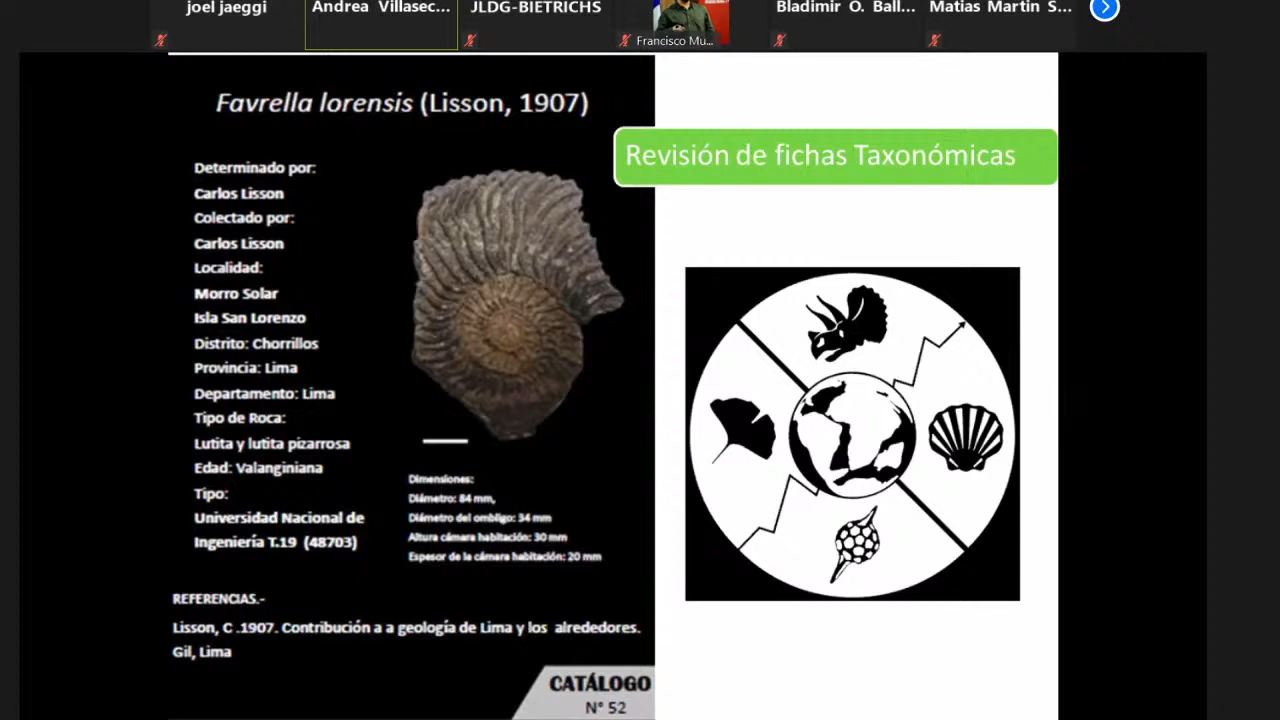 joel jaeggi
Andrea Villasec...
JLDG-BIETRICHS
Francisco Mu...
Bladimir O. Ball...
Matias Martin S...
Favrella lorensis (Lisson, 1907)
Revisión de fichas Taxonómicas
Determinado por:
Carlos Lisson
Colectado por:
Carlos Lisson
Localidad:
Morro Solar
Isla San Lorenzo
Distrito: Chorrillos
Provincia: Lima
Departamento: Lima
Tipo de Roca:
Lutita y lutita pizarrosa
Edad: Valanginiana
Tipo:
Universidad Nacional de
Ingeniería T.19 (48703)
Dimensiones:
Diámetro: 84 mm,
Diámetro del ombligo: 34 mm
Altura cámara habitación: 30 mm
Espesor de la cámara habitación: 20 mm
REFERENCIAS.-
Lisson, C .1907. Contribución a a geología de Lima y los alrededores.
Gil, Lima
CATÁLOGO
N° 52